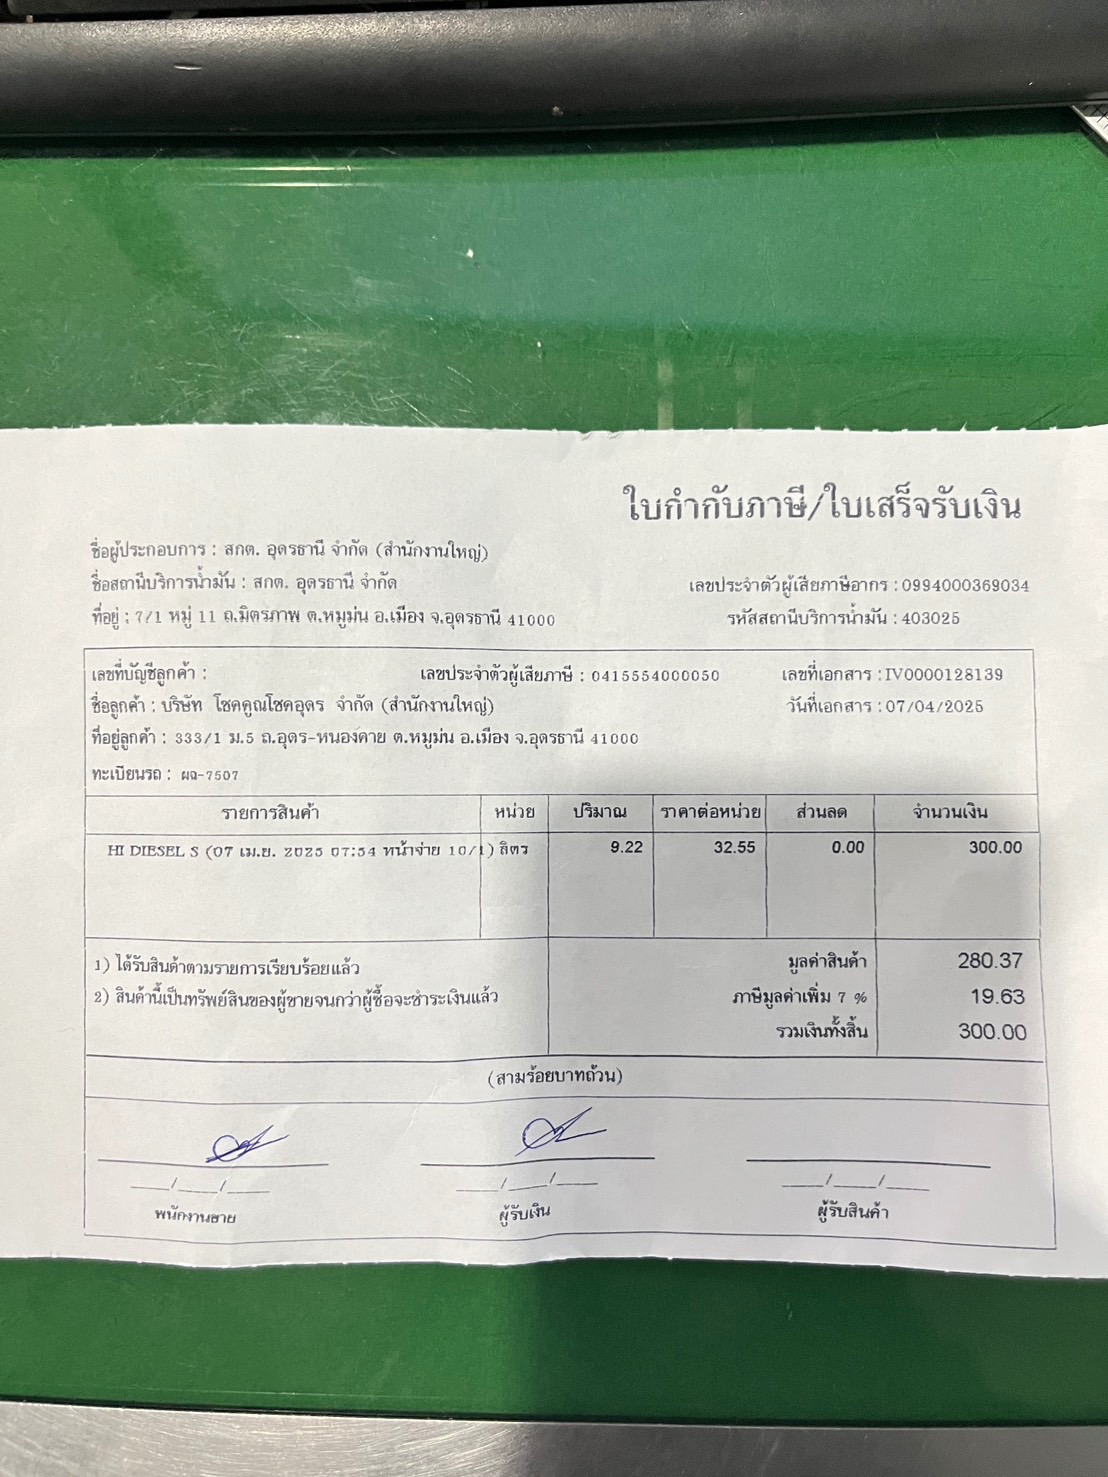 ใบกำกับภาษี/ใบเสร็จรับเงิน
ชื่อผู้ประกอบการ : สกต. อุดรธานี จำกัด (สำนักงานใหญ่)
ชื่อสถานีบริการน้ำมัน : สกต. อุดรธานี จำกัด เลขประจำตัวผู้เสียภาษีอากร : 0994000369034
ที่อยู่ : 7/1 หมู่ 11 ถ.มิตรภาพ ต.หมูม่น อ.เมือง จ.อุดรธานี 41000 รหัสสถานีบริการน้ำมัน : 403025
เลขที่บัญชีลูกค้า : เลขประจำตัวผู้เสียภาษี : 0415554000050 เลขที่เอกสาร : IV0000128139
ชื่อลูกค้า : บริษัท โชคคูณโชคอุดร จำกัด (สำนักงานใหญ่) วันที่เอกสาร : 07/04/2025
ที่อยู่ลูกค้า : 333/1 ม.5 ถ.อุดร-หนองคาย ต.หมูม่น อ.เมือง จ.อุดรธานี 41000
ทะเบียนรถ : ผฉ-7507
รายการสินค้า หน่วย ปริมาณ ราคาต่อหน่วย ส่วนลด จำนวนเงิน
HI DIESEL S (07 เม.ย. 2025 07:54 หน้าจ่าย 10/1) ลิตร 9.22 32.55 0.00 300.00
1) ได้รับสินค้าตามรายการเรียบร้อยแล้ว มูลค่าสินค้า 280.37
2) สินค้านี้เป็นทรัพย์สินของผู้ขายจนกว่าผู้ซื้อจะชำระเงินแล้ว ภาษีมูลค่าเพิ่ม 7 % 19.63
รวมเงินทั้งสิ้น 300.00
(สามร้อยบาทถ้วน)
พนักงานขาย ผู้รับเงิน ผู้รับสินค้า